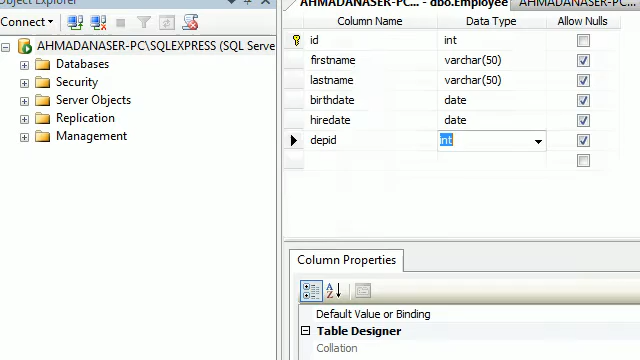 Object Explorer
Connect
AHMADANASER-PC\SQLEXPRESS (SQL Serve
Databases
Security
Server Objects
Replication
Management
AHMADANASER-PC... - dbo.Employee
AHMADANASER-PC...
Column Name Data Type Allow Nulls
id int
firstname varchar(50)
lastname varchar(50)
birthdate date
hiredate date
depid int
Column Properties
A
Z
Default Value or Binding
Table Designer
Collation